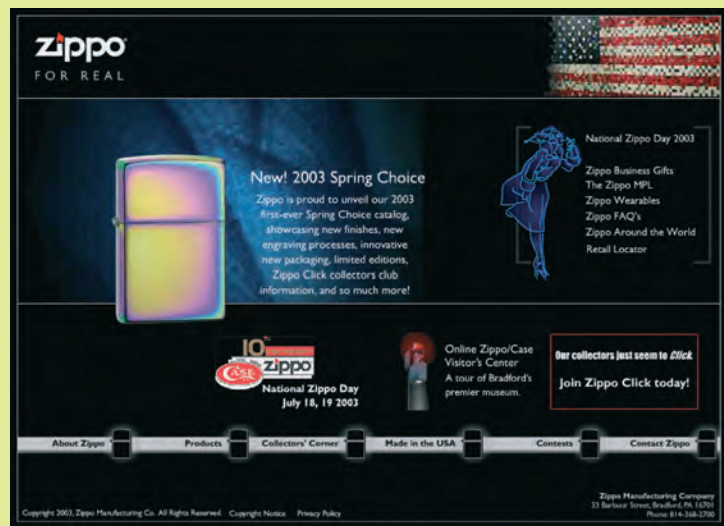 zippo
FOR REAL
New! 2003 Spring Choice
Zippo is proud to unveil our 2003
first-ever Spring Choice catalog,
showcasing new finishes, new
engraving processes, innovative
new packaging, limited editions,
Zippo Click collectors club
information, and so much more!
National Zippo Day 2003
Zippo Business Gifts
The Zippo MPL
Zippo Wearables
Zippo FAQ's
Zippo Around the World
Retail Locator
10TH
CASE
zippo
National Zippo Day
July 18, 19 2003
Online Zippo/Case
Visitor's Center
A tour of Bradford's
premier museum.
Our collectors just seem to Click.
Join Zippo Click today!
About Zippo
Products
Collectors' Corner
Made in the USA
Contests
Contact Zippo
Zippo Manufacturing Company
33 Barbour Street, Bradford, PA 16701
Phone: 814-368-2700
Copyright 2003, Zippo Manufacturing Co. All Rights Reserved. Copyright Notice Privacy Policy